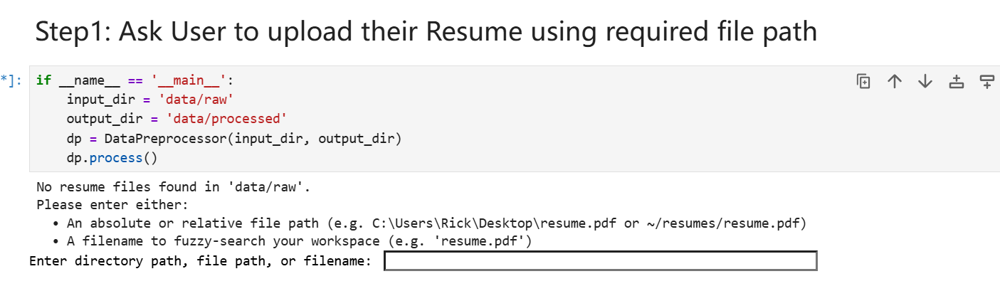 Step1: Ask User to upload their Resume using required file path
*]:
if __name__ == '__main__':
    input_dir = 'data/raw'
    output_dir = 'data/processed'
    dp = DataPreprocessor(input_dir, output_dir)
    dp.process()
No resume files found in 'data/raw'.
Please enter either:
  • An absolute or relative file path (e.g. C:\Users\Rick\Desktop\resume.pdf or ~/resumes/resume.pdf)
  • A filename to fuzzy-search your workspace (e.g. 'resume.pdf')
Enter directory path, file path, or filename: